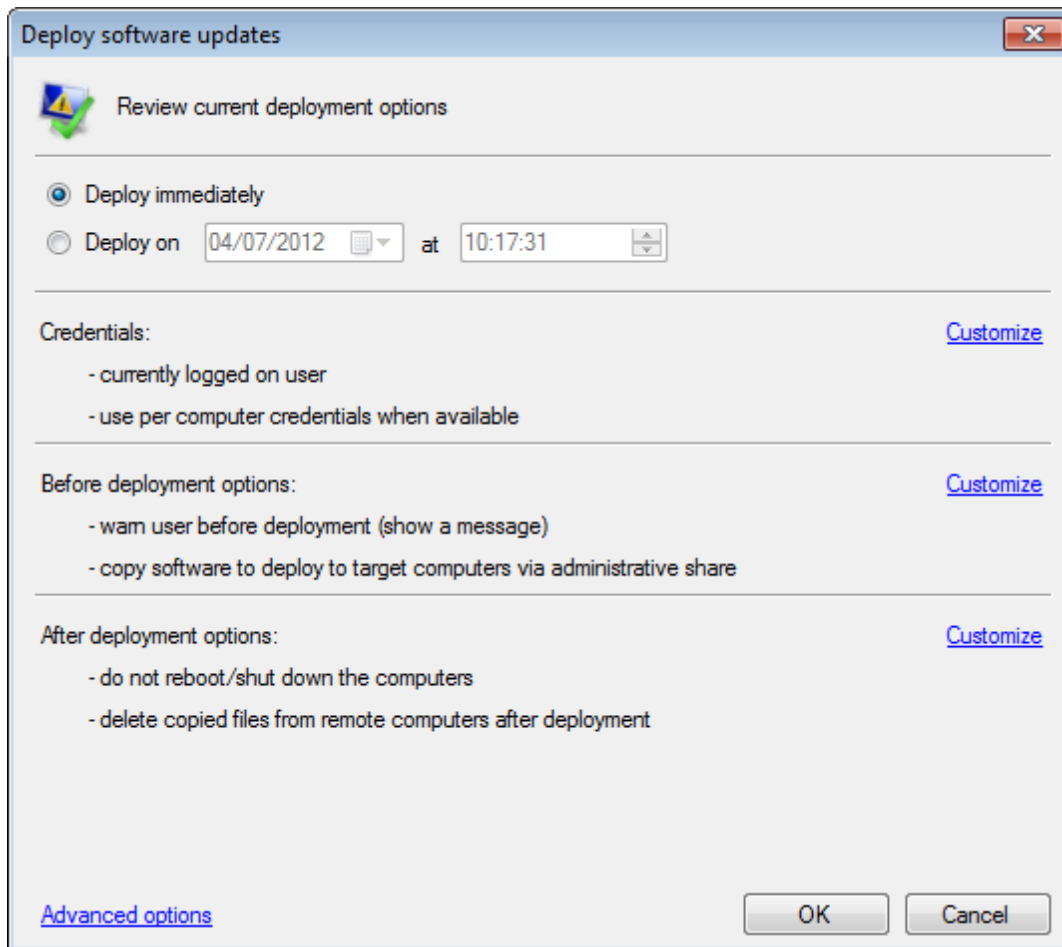 Deploy software updates
Review current deployment options
Deploy immediately
Deploy on 04/07/2012 at 10:17:31
Credentials: Customize
- currently logged on user
- use per computer credentials when available
Before deployment options: Customize
- warn user before deployment (show a message)
- copy software to deploy to target computers via administrative share
After deployment options: Customize
- do not reboot/shut down the computers
- delete copied files from remote computers after deployment
Advanced options OK Cancel